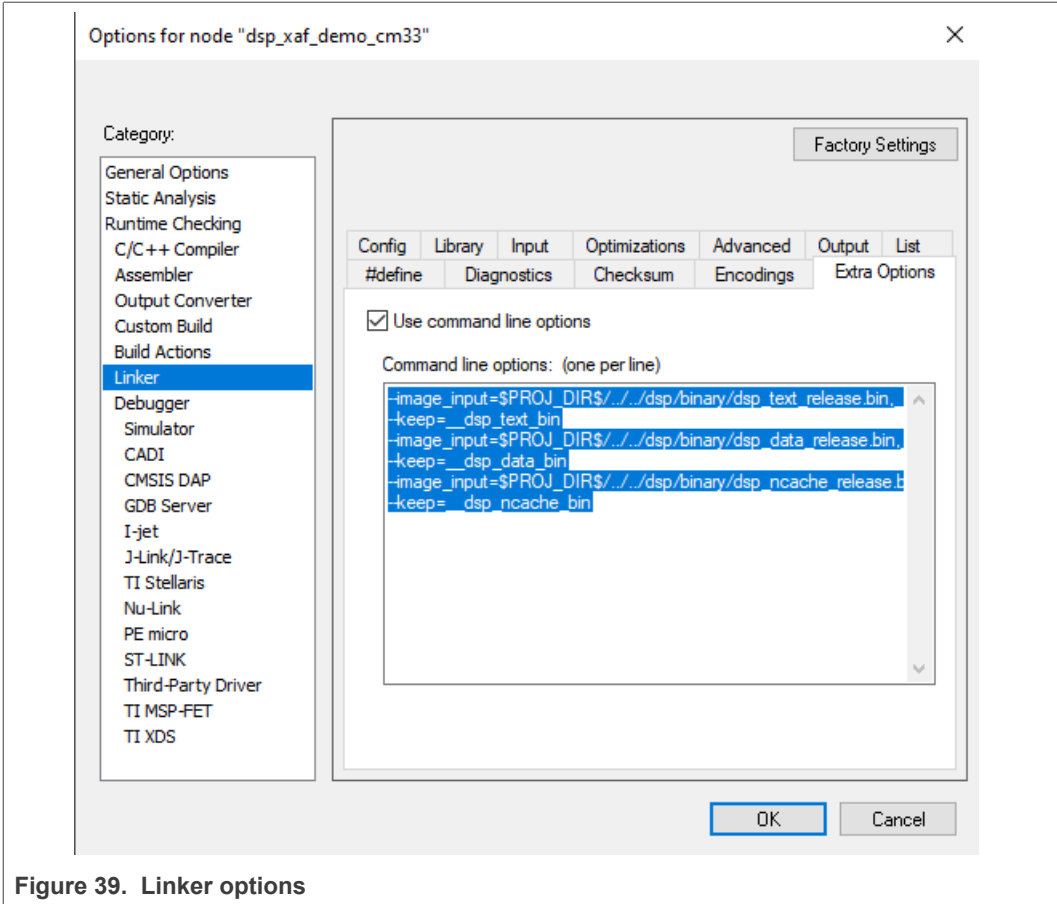 Options for node "dsp_xaf_demo_cm33"
Category:
Factory Settings
General Options
Static Analysis
Runtime Checking
C/C++ Compiler
Assembler
Output Converter
Custom Build
Build Actions
Linker
Debugger
Simulator
CADI
CMSIS DAP
GDB Server
I-jet
J-Link/J-Trace
TI Stellaris
Nu-Link
PE micro
ST-LINK
Third-Party Driver
TI MSP-FET
TI XDS
Config Library Input Optimizations Advanced Output List
#define Diagnostics Checksum Encodings Extra Options
Use command line options
Command line options: (one per line)
--image_input=$PROJ_DIR$/../../dsp/binary/dsp_text_release.bin,
--keep=__dsp_text_bin
--image_input=$PROJ_DIR$/../../dsp/binary/dsp_data_release.bin,
--keep=__dsp_data_bin
--image_input=$PROJ_DIR$/../../dsp/binary/dsp_ncache_release.b
--keep=__dsp_ncache_bin
OK Cancel
Figure 39. Linker options